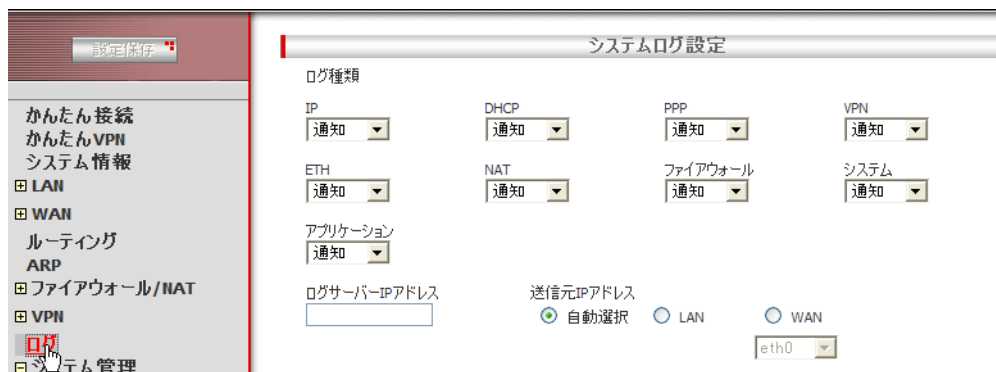 設定保存
かんたん接続
かんたんVPN
システム情報
LAN
WAN
ルーティング
ARP
ファイアウォール/NAT
VPN
ログ
システム管理
システムログ設定
ログ種類
IP DHCP PPP VPN
通知 通知 通知 通知
ETH NAT ファイアウォール システム
通知 通知 通知 通知
アプリケーション
通知
ログサーバーIPアドレス 送信元IPアドレス
自動選択 LAN WAN
eth0